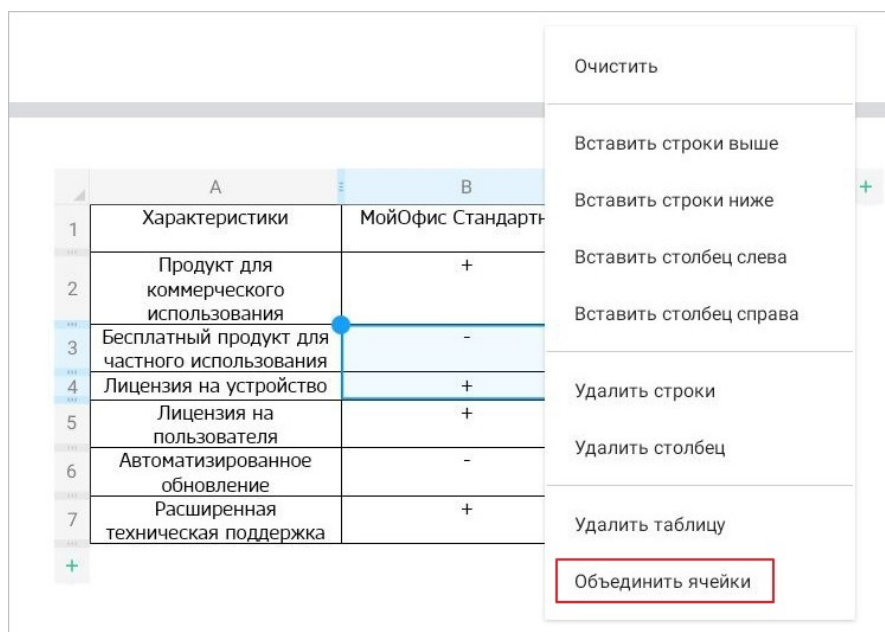 Очистить
Вставить строки выше
Вставить строки ниже
Вставить столбец слева
Вставить столбец справа
Удалить строки
Удалить столбец
Удалить таблицу
Объединить ячейки
A B
1 Характеристики МойОфис Стандартн
2 Продукт для
коммерческого
использования +
3 Бесплатный продукт для
частного использования -
4 Лицензия на устройство +
5 Лицензия на
пользователя +
6 Автоматизированное
обновление -
7 Расширенная
техническая поддержка +
+
+